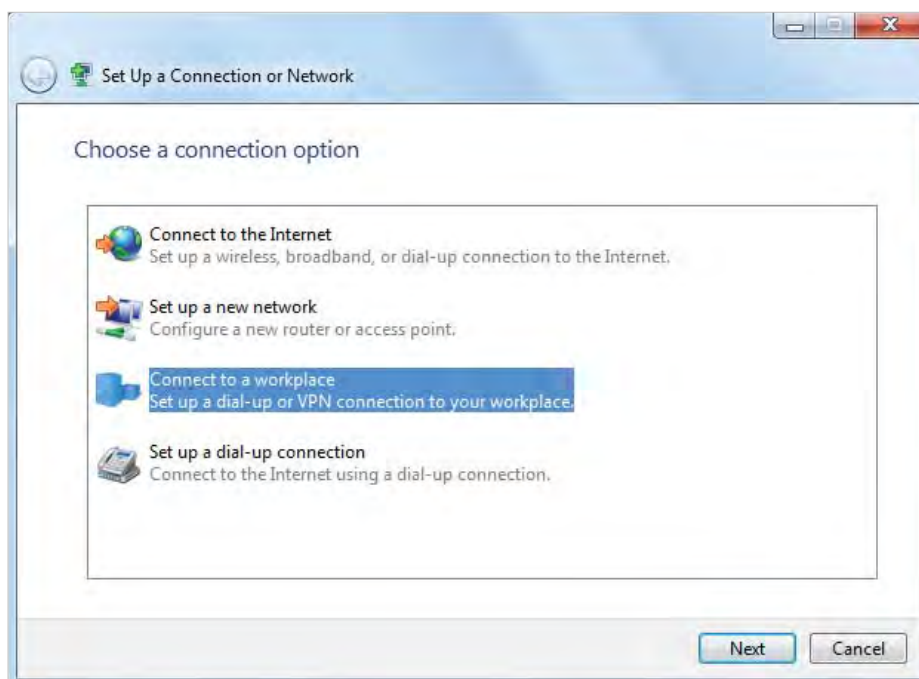 Set Up a Connection or Network
Choose a connection option
Connect to the Internet
Set up a wireless, broadband, or dial-up connection to the Internet.
Set up a new network
Configure a new router or access point.
Connect to a workplace
Set up a dial-up or VPN connection to your workplace.
Set up a dial-up connection
Connect to the Internet using a dial-up connection.
Next Cancel